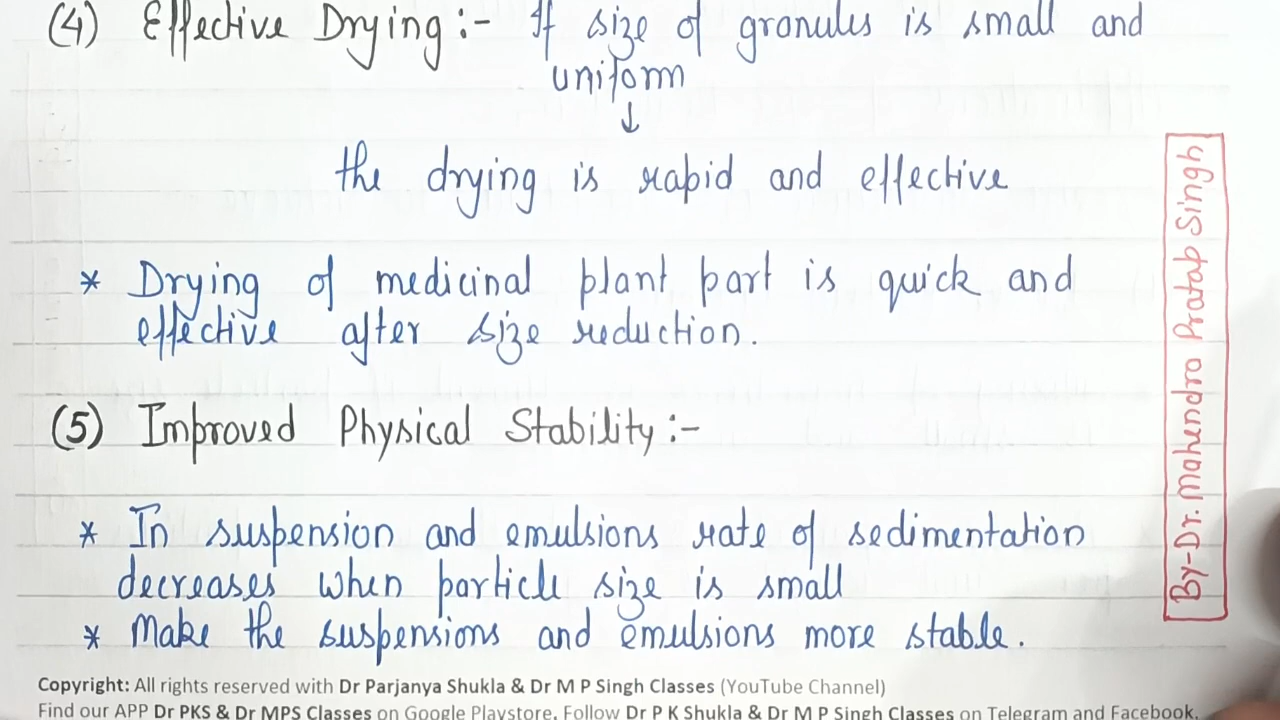 (4) Effective Drying :- If size of granules is small and
uniform
↓
the drying is rapid and effective
* Drying of medicinal plant part is quick and
effective after size reduction.
(5) Improved Physical Stability :-
* In suspension and emulsions rate of sedimentation
decreases when particle size is small
* Make the suspensions and emulsions more stable.
By-Dr. Mahendra Pratap Singh
Copyright: All rights reserved with Dr Parjanya Shukla & Dr M P Singh Classes (YouTube Channel)
Find our APP Dr PKS & Dr MPS Classes on Google Playstore. Follow Dr P K Shukla & Dr M P Singh Classes on Telegram and Facebook.